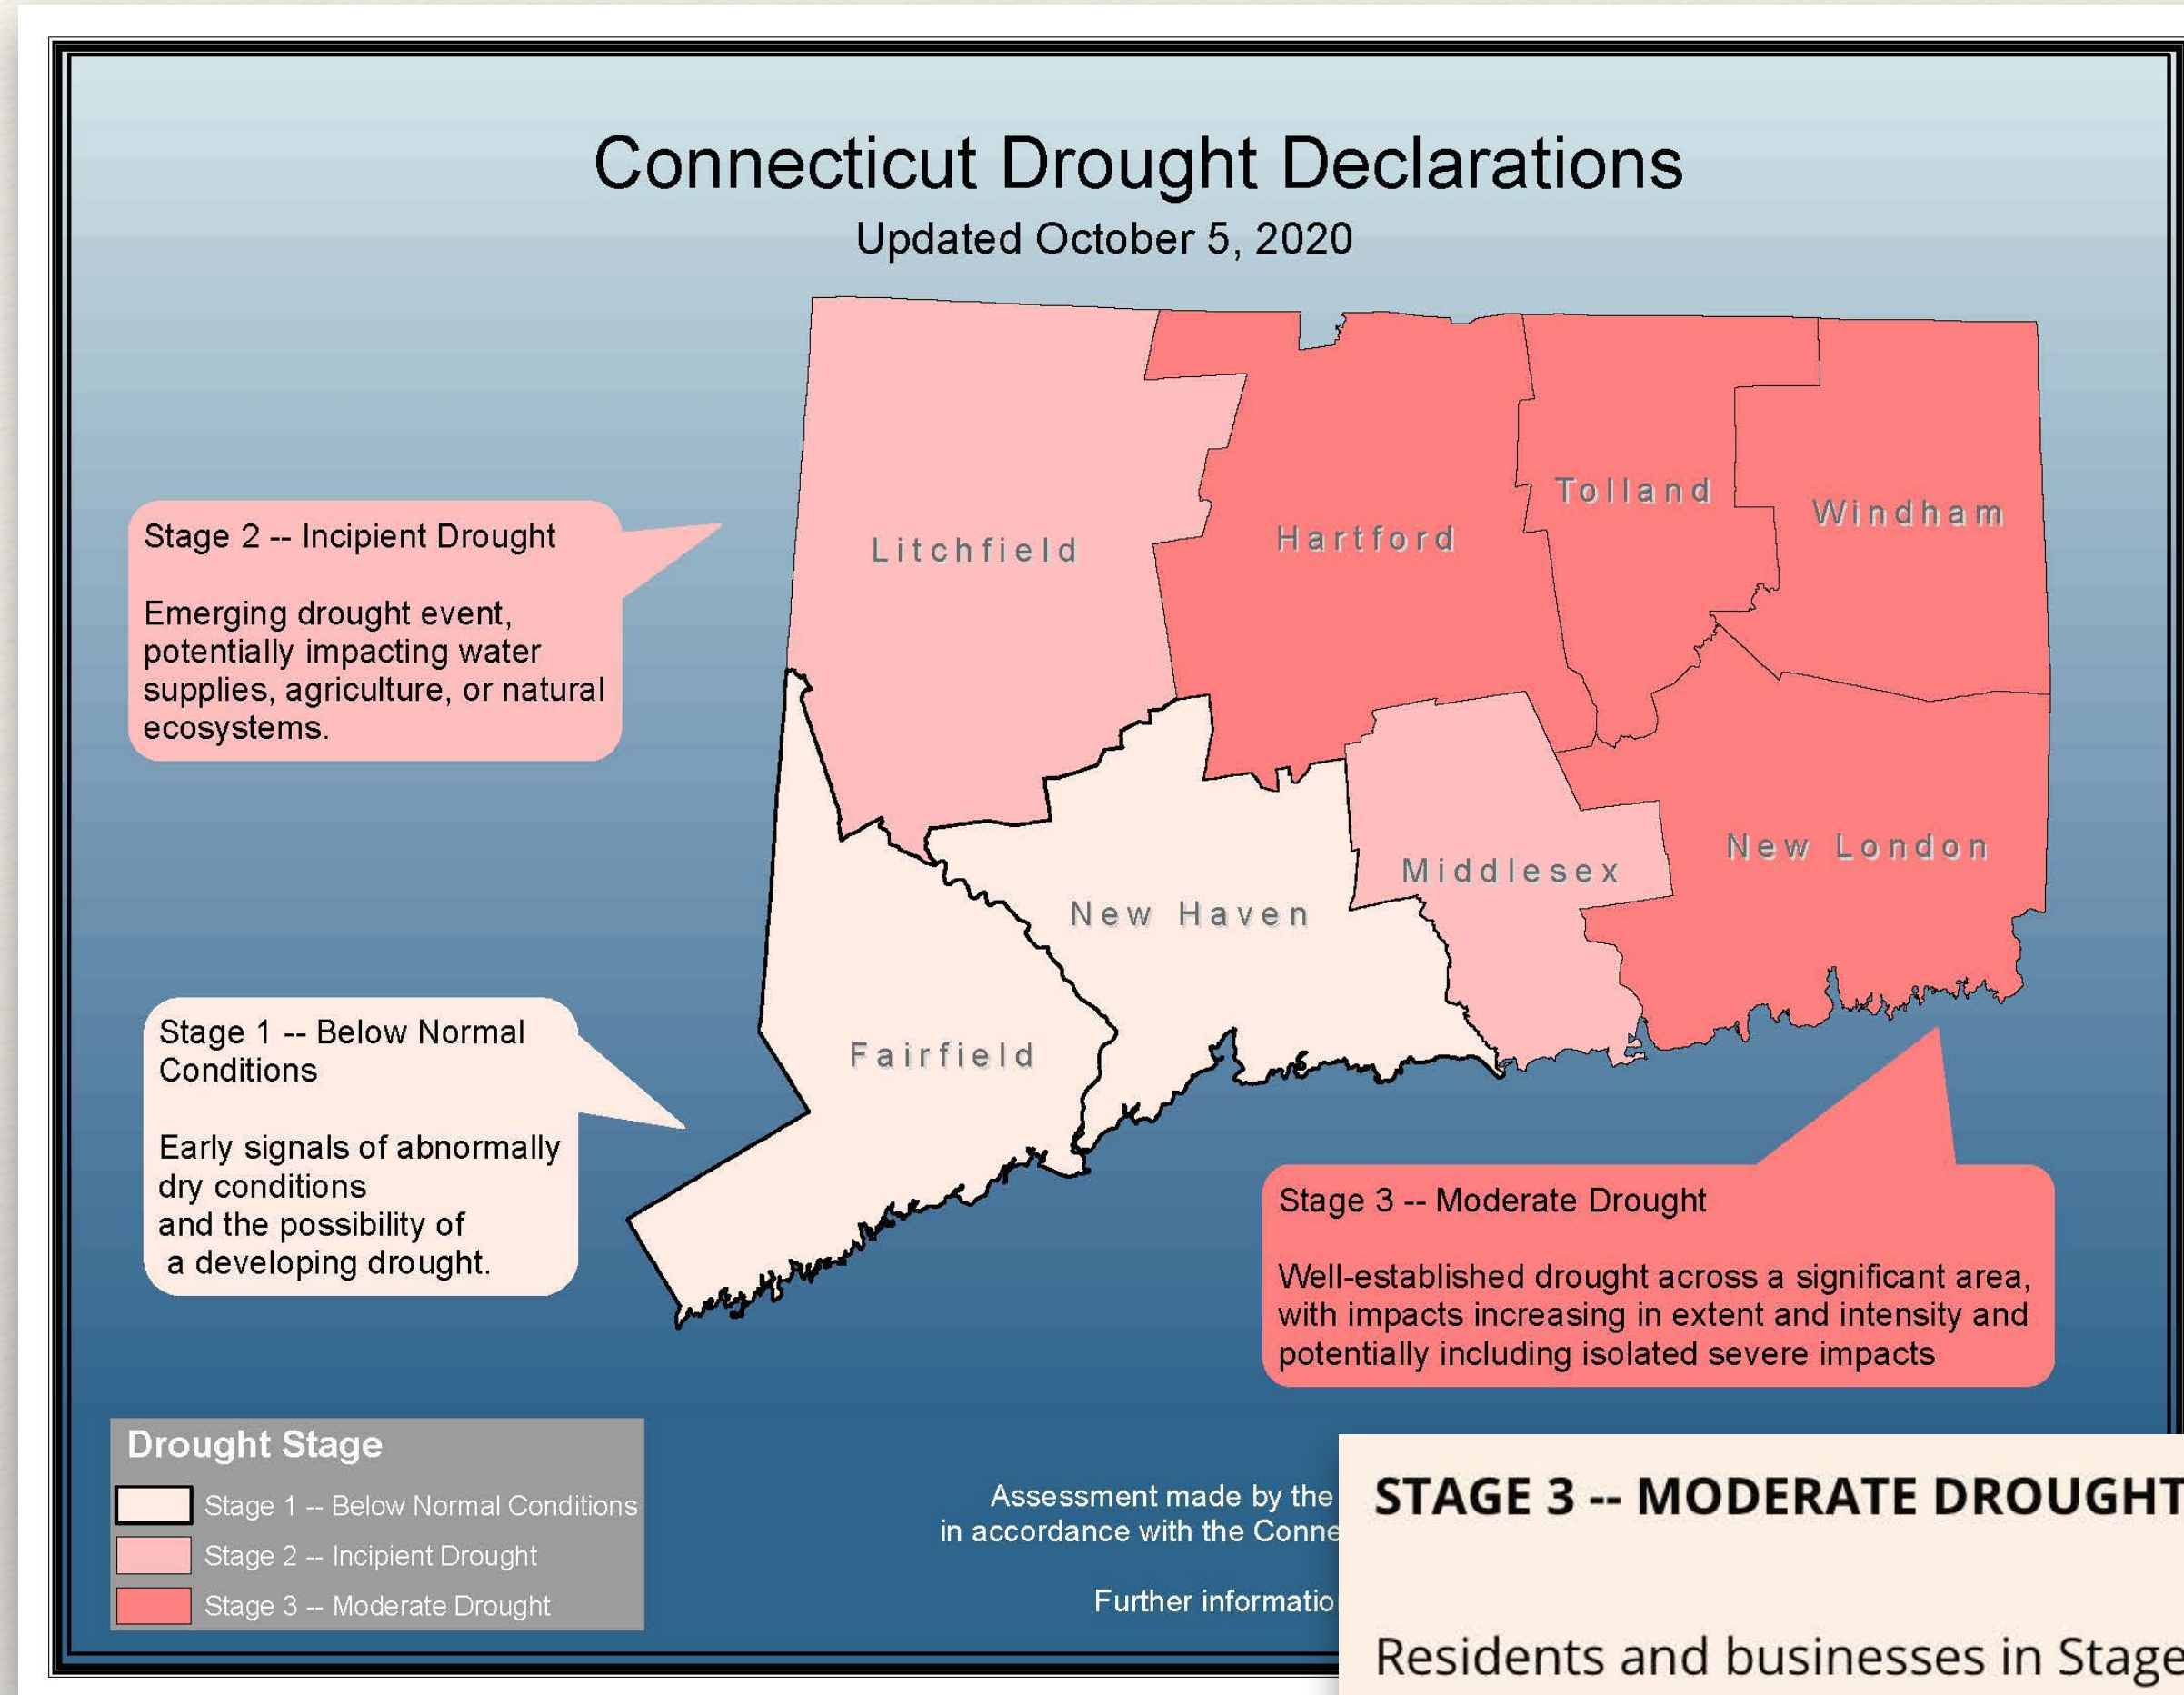 Connecticut Drought Declarations
Updated October 5, 2020
Litchfield
Hartford
Tolland
Windham
Stage 2 -- Incipient Drought
Emerging drought event,
potentially impacting water
supplies, agriculture, or natural
ecosystems.
New London
Middlesex
New Haven
Fairfield
Stage 1 -- Below Normal
Conditions
Early signals of abnormally
dry conditions
and the possibility of
a developing drought.
Stage 3 -- Moderate Drought
Well-established drought across a significant area,
with impacts increasing in extent and intensity and
potentially including isolated severe impacts
Drought Stage
Stage 1 -- Below Normal Conditions
Stage 2 -- Incipient Drought
Stage 3 -- Moderate Drought
Assessment made by the
in accordance with the Conne
Further informatio
STAGE 3 -- MODERATE DROUGHT
Residents and businesses in Stage